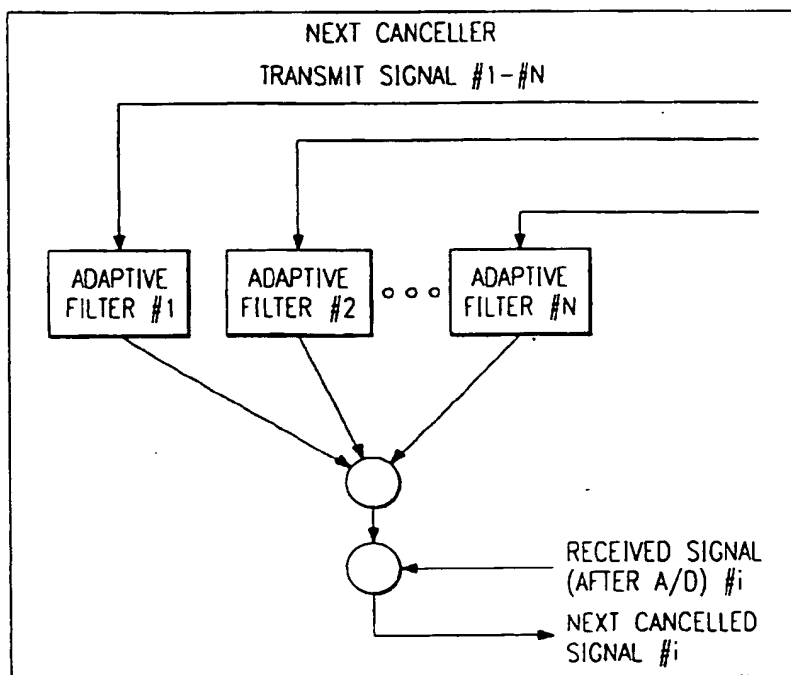 NEXT CANCELLER
TRANSMIT SIGNAL #1-#N
ADAPTIVE
FILTER #1
ADAPTIVE
FILTER #2
ADAPTIVE
FILTER #N
RECEIVED SIGNAL
(AFTER A/D) #i
NEXT CANCELLED
SIGNAL #i